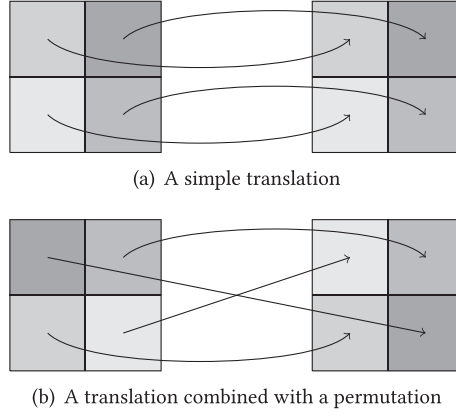 (a) A simple translation
(b) A translation combined with a permutation